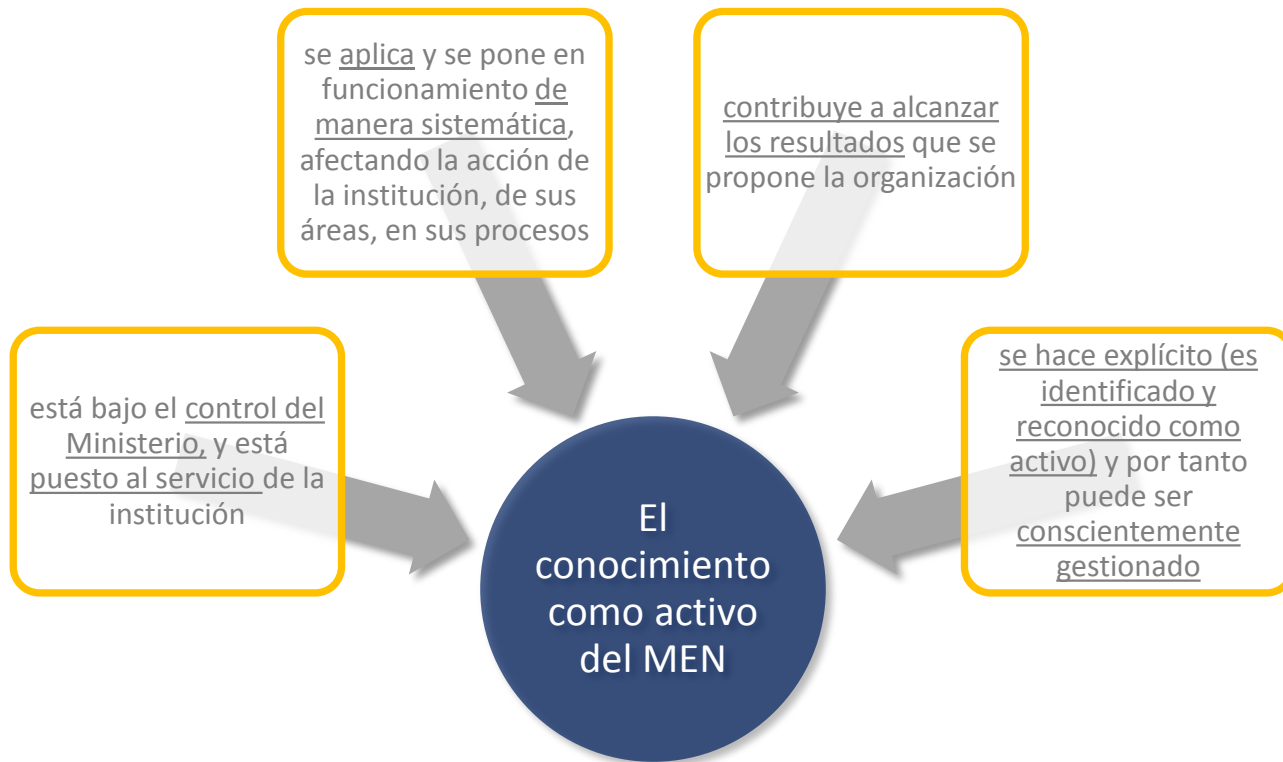 se aplica y se pone en
funcionamiento de
manera sistemática,
afectando la acción de
la institución, de sus
áreas, en sus procesos
contribuye a alcanzar
los resultados que se
propone la organización
está bajo el control del
Ministerio, y está
puesto al servicio de la
institución
se hace explícito (es
identificado y
reconocido como
activo) y por tanto
puede ser
conscientemente
gestionado
El
conocimiento
como activo
del MEN